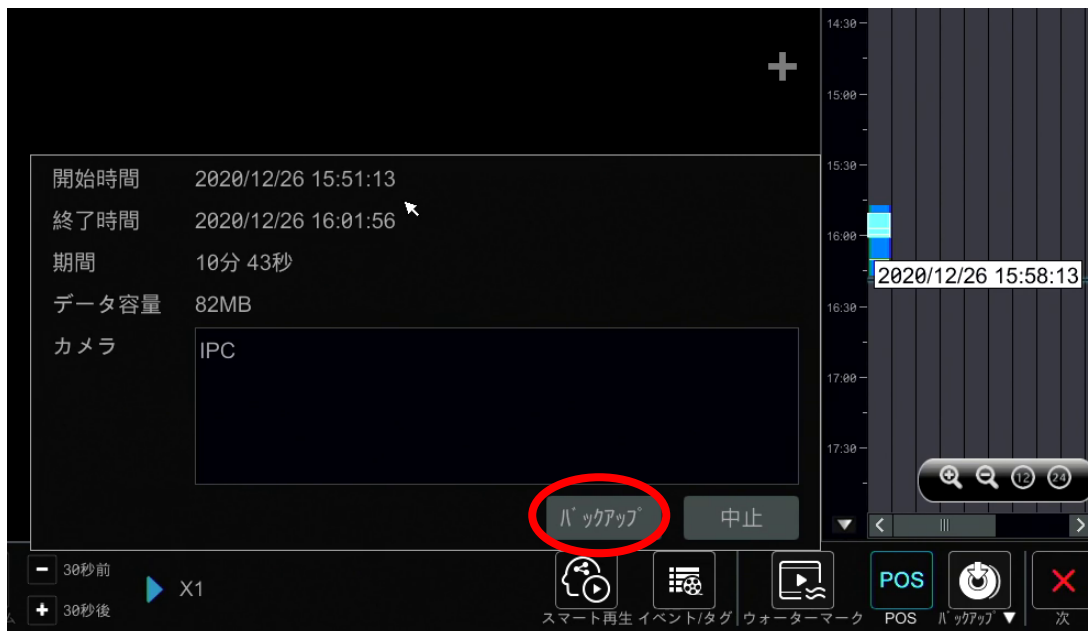 14:30
15:00
15:30
16:00
16:30
17:00
17:30
2020/12/26 15:58:13
開始時間 2020/12/26 15:51:13
終了時間 2020/12/26 16:01:56
期間 10分 43秒
データ容量 82MB
カメラ IPC
ﾊﾞｯｸｱｯﾌﾟ 中止
12 24
30秒前
X1
30秒後
POS
スマート再生 イベント/タグ ウォーターマーク POS ﾊﾞｯｸｱｯﾌﾟ 次